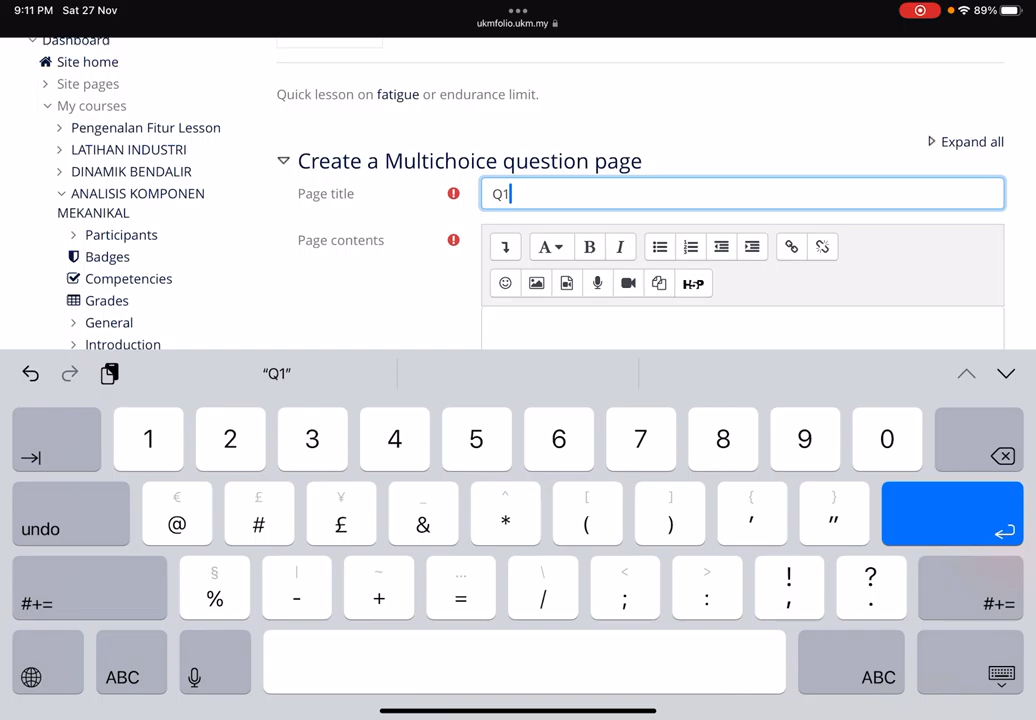 9:11 PM Sat 27 Nov
ukmfolio.ukm.my
89%
Dashboard
Site home
Site pages
My courses
Pengenalan Fitur Lesson
LATIHAN INDUSTRI
DINAMIK BENDALIR
ANALISIS KOMPONEN
MEKANIKAL
Participants
Badges
Competencies
Grades
General
Introduction
Quick lesson on fatigue or endurance limit.
Expand all
Create a Multichoice question page
Page title
Q1
Page contents
A B I
H-P
“Q1”
1 2 3 4 5 6 7 8 9 0
undo
€ £ ¥ _ ^ [ ] { }
@ # £ & * ( ) ' "
#+=
§ | ~ … \ < > ! ?
% - + = / ; : , .
#+=
ABC
ABC